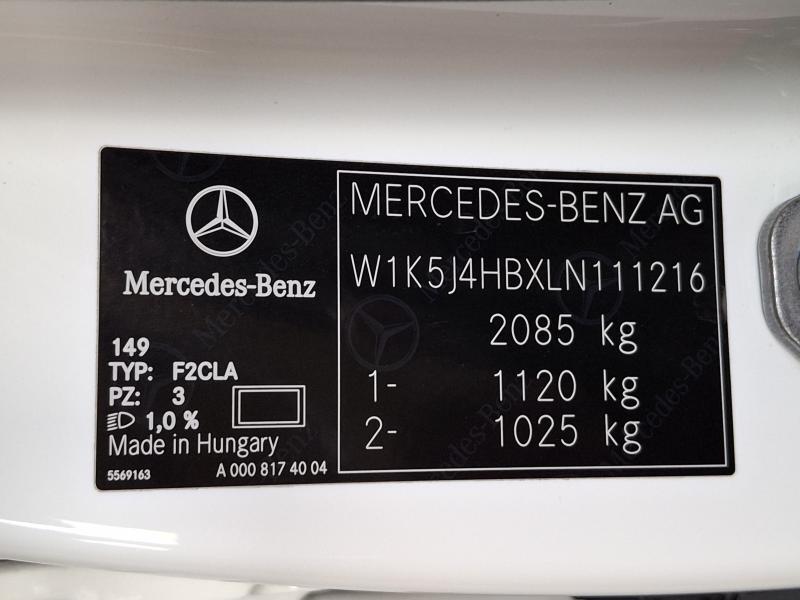 Mercedes-Benz
149
TYP: F2CLA
PZ: 3
1,0 %
Made in Hungary
5569163 A 000 817 40 04
MERCEDES-BENZ AG
W1K5J4HBXLN111216
2085 kg
1- 1120 kg
2- 1025 kg